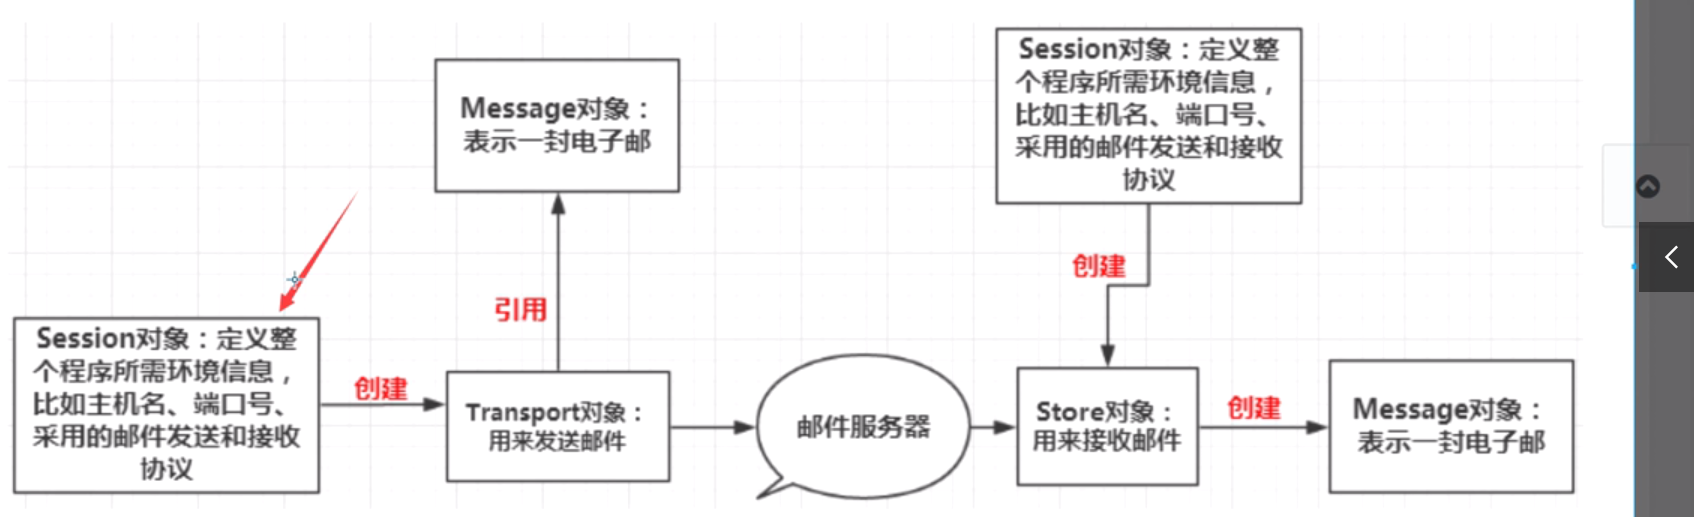 Message对象：
表示一封电子邮
Session对象：定义整
个程序所需环境信息，
比如主机名、端口号、
采用的邮件发送和接收
协议
创建
引用
Session对象：定义整
个程序所需环境信息，
比如主机名、端口号、
采用的邮件发送和接收
协议
创建
Transport对象：
用来发送邮件
邮件服务器
Store对象：
用来接收邮件
创建
Message对象：
表示一封电子邮